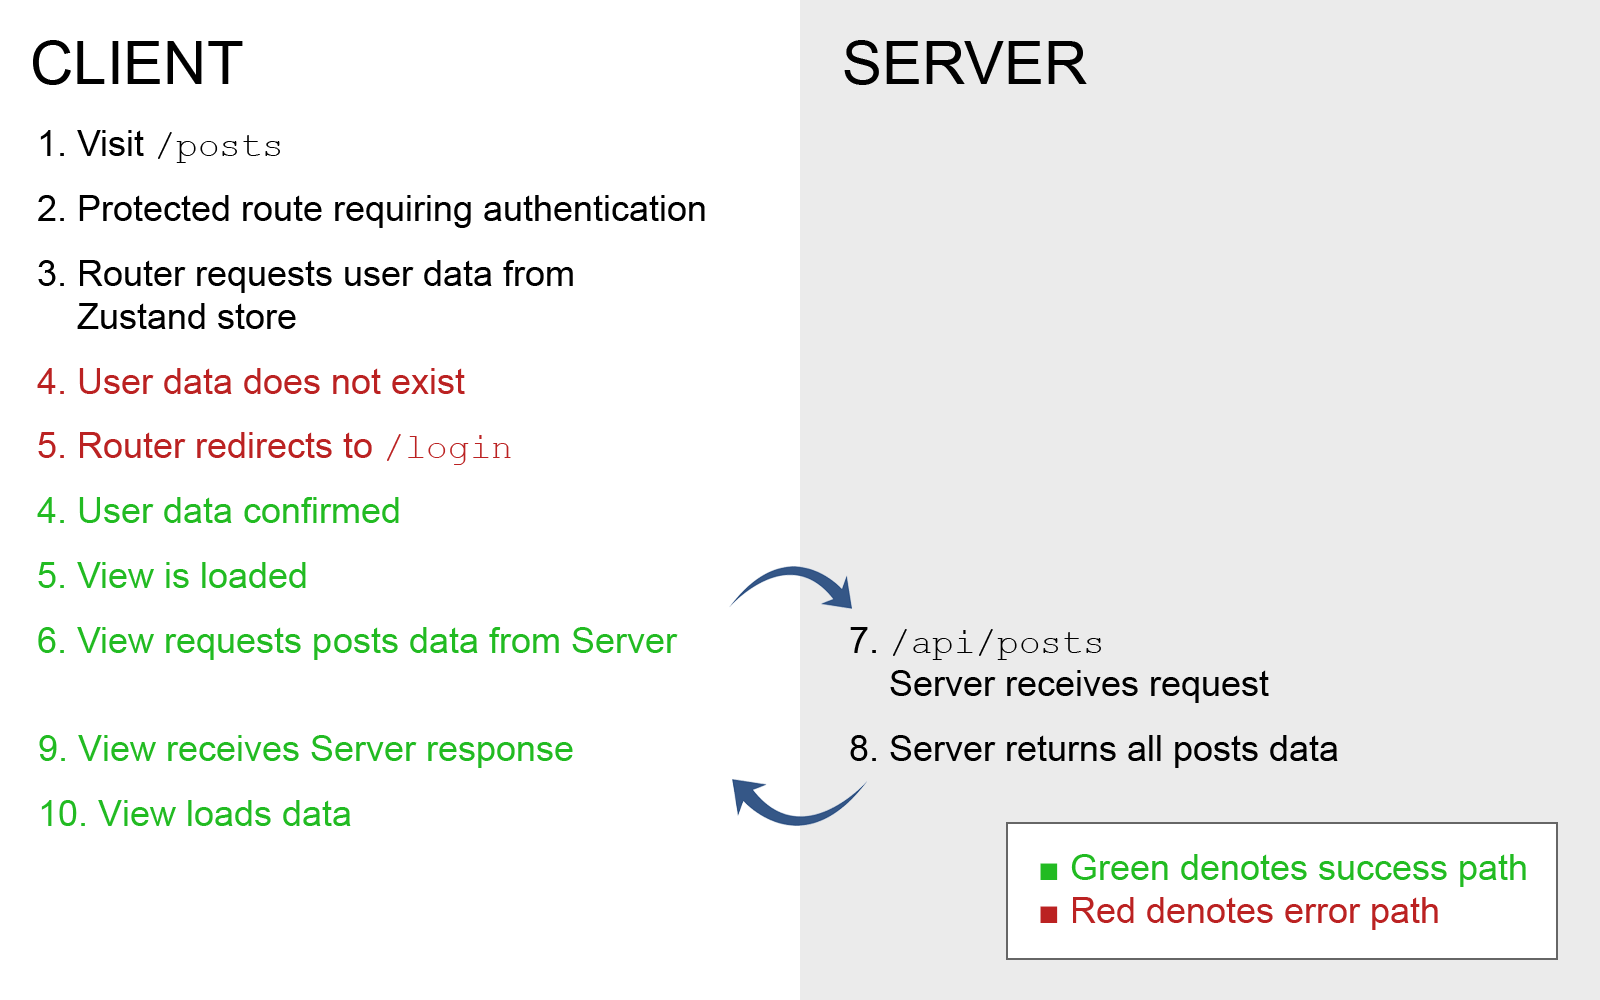 CLIENT
1. Visit /posts
2. Protected route requiring authentication
3. Router requests user data from
Zustand store
4. User data does not exist
5. Router redirects to /login
4. User data confirmed
5. View is loaded
6. View requests posts data from Server
9. View receives Server response
10. View loads data
SERVER
7. /api/posts
Server receives request
8. Server returns all posts data
Green denotes success path
Red denotes error path